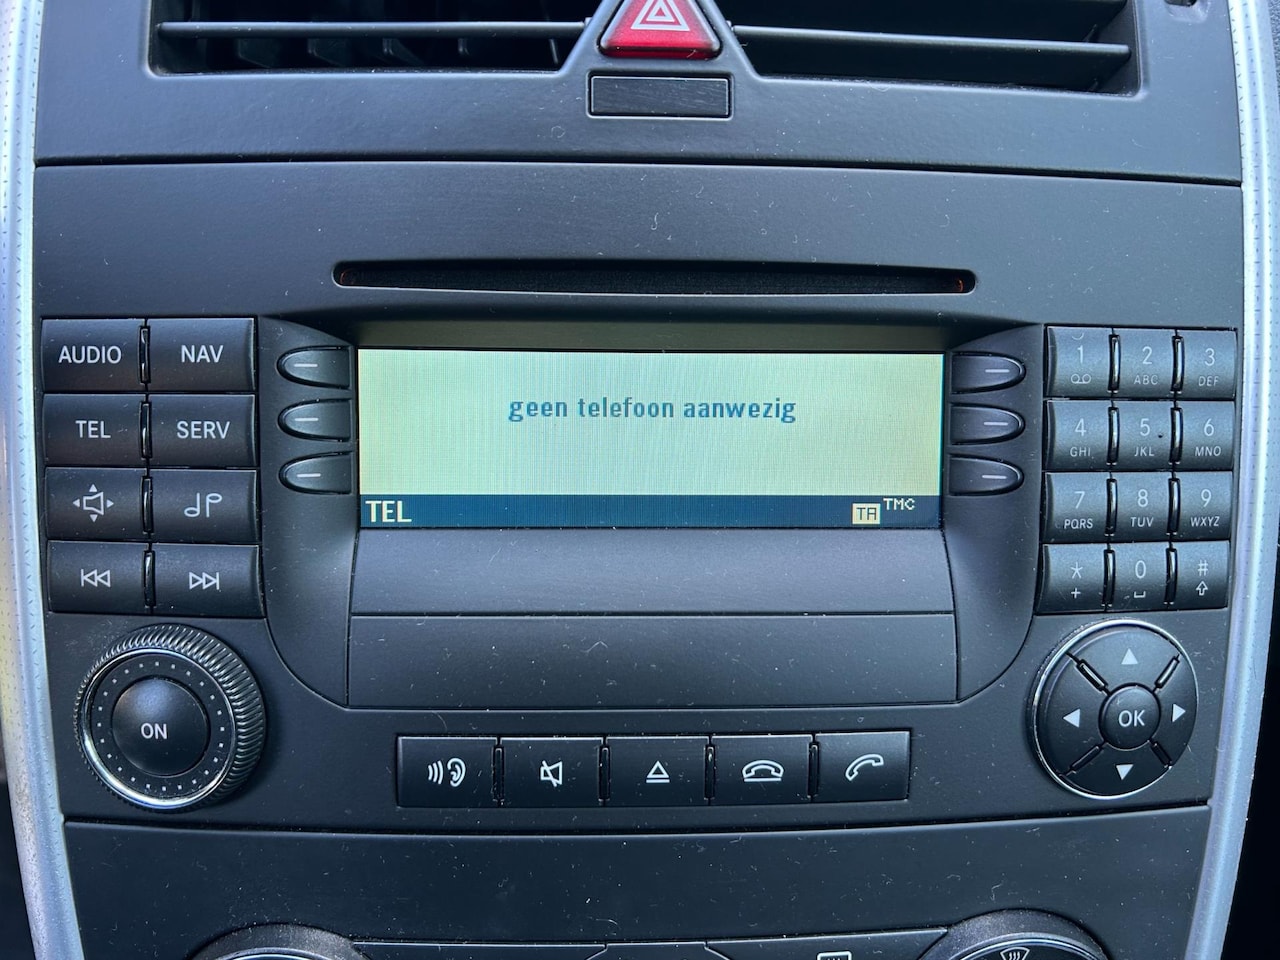 geen telefoon aanwezig
TEL
TA TMC
AUDIO NAV
TEL SERV
ON
1
2 ABC
3 DEF
4 GHI
5 JKL
6 MNO
7 PQRS
8 TUV
9 WXYZ
* +
0
#
OK